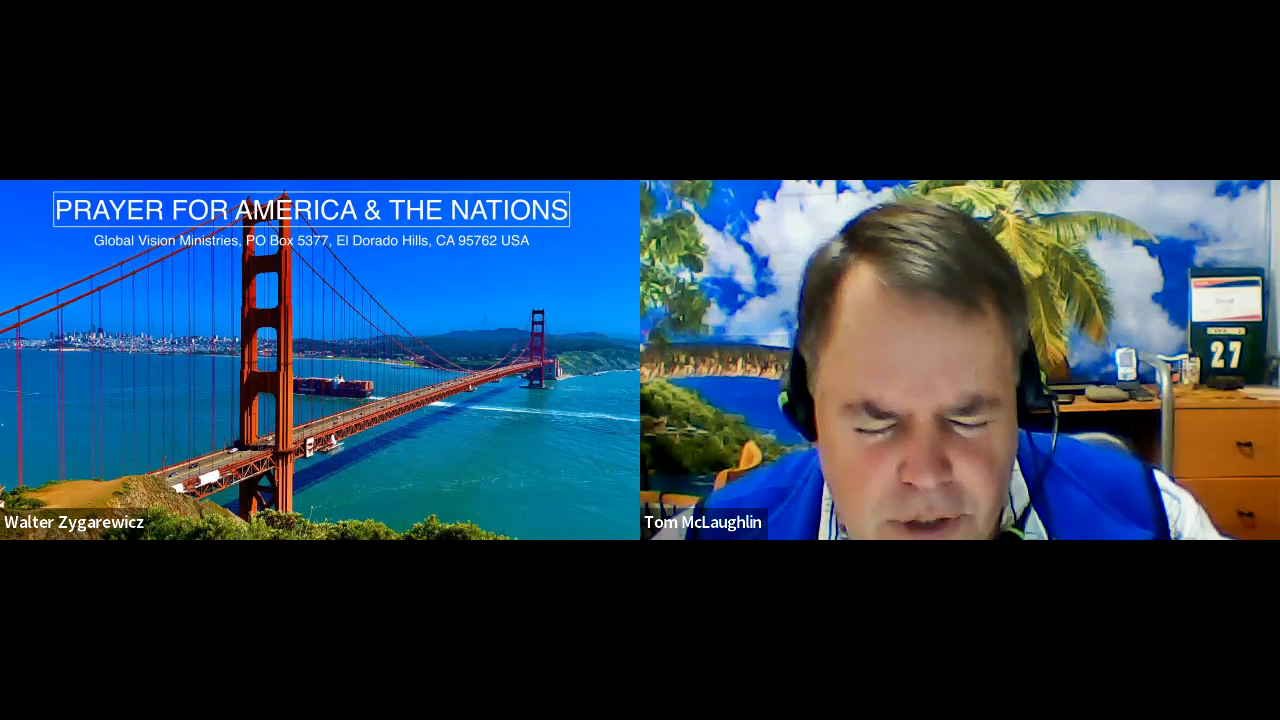 PRAYER FOR AMERICA & THE NATIONS
Global Vision Ministries, PO Box 5377, El Dorado Hills, CA 95762 USA
27
Walter Zygarewicz
Tom McLaughlin